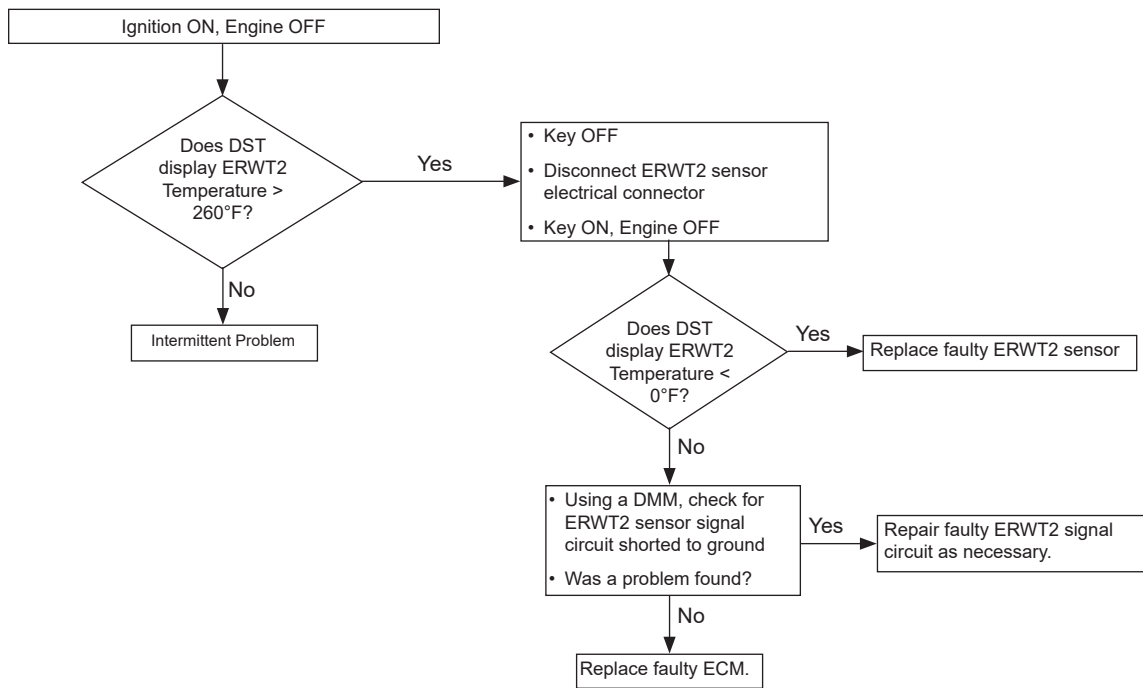 Ignition ON, Engine OFF
Does DST
display ERWT2
Temperature >
260°F?
Yes
• Key OFF
• Disconnect ERWT2 sensor
electrical connector
• Key ON, Engine OFF
No
Intermittent Problem
Does DST
display ERWT2
Temperature <
0°F?
Yes
Replace faulty ERWT2 sensor
No
• Using a DMM, check for
ERWT2 sensor signal
circuit shorted to ground
• Was a problem found?
Yes
Repair faulty ERWT2 signal
circuit as necessary.
No
Replace faulty ECM.